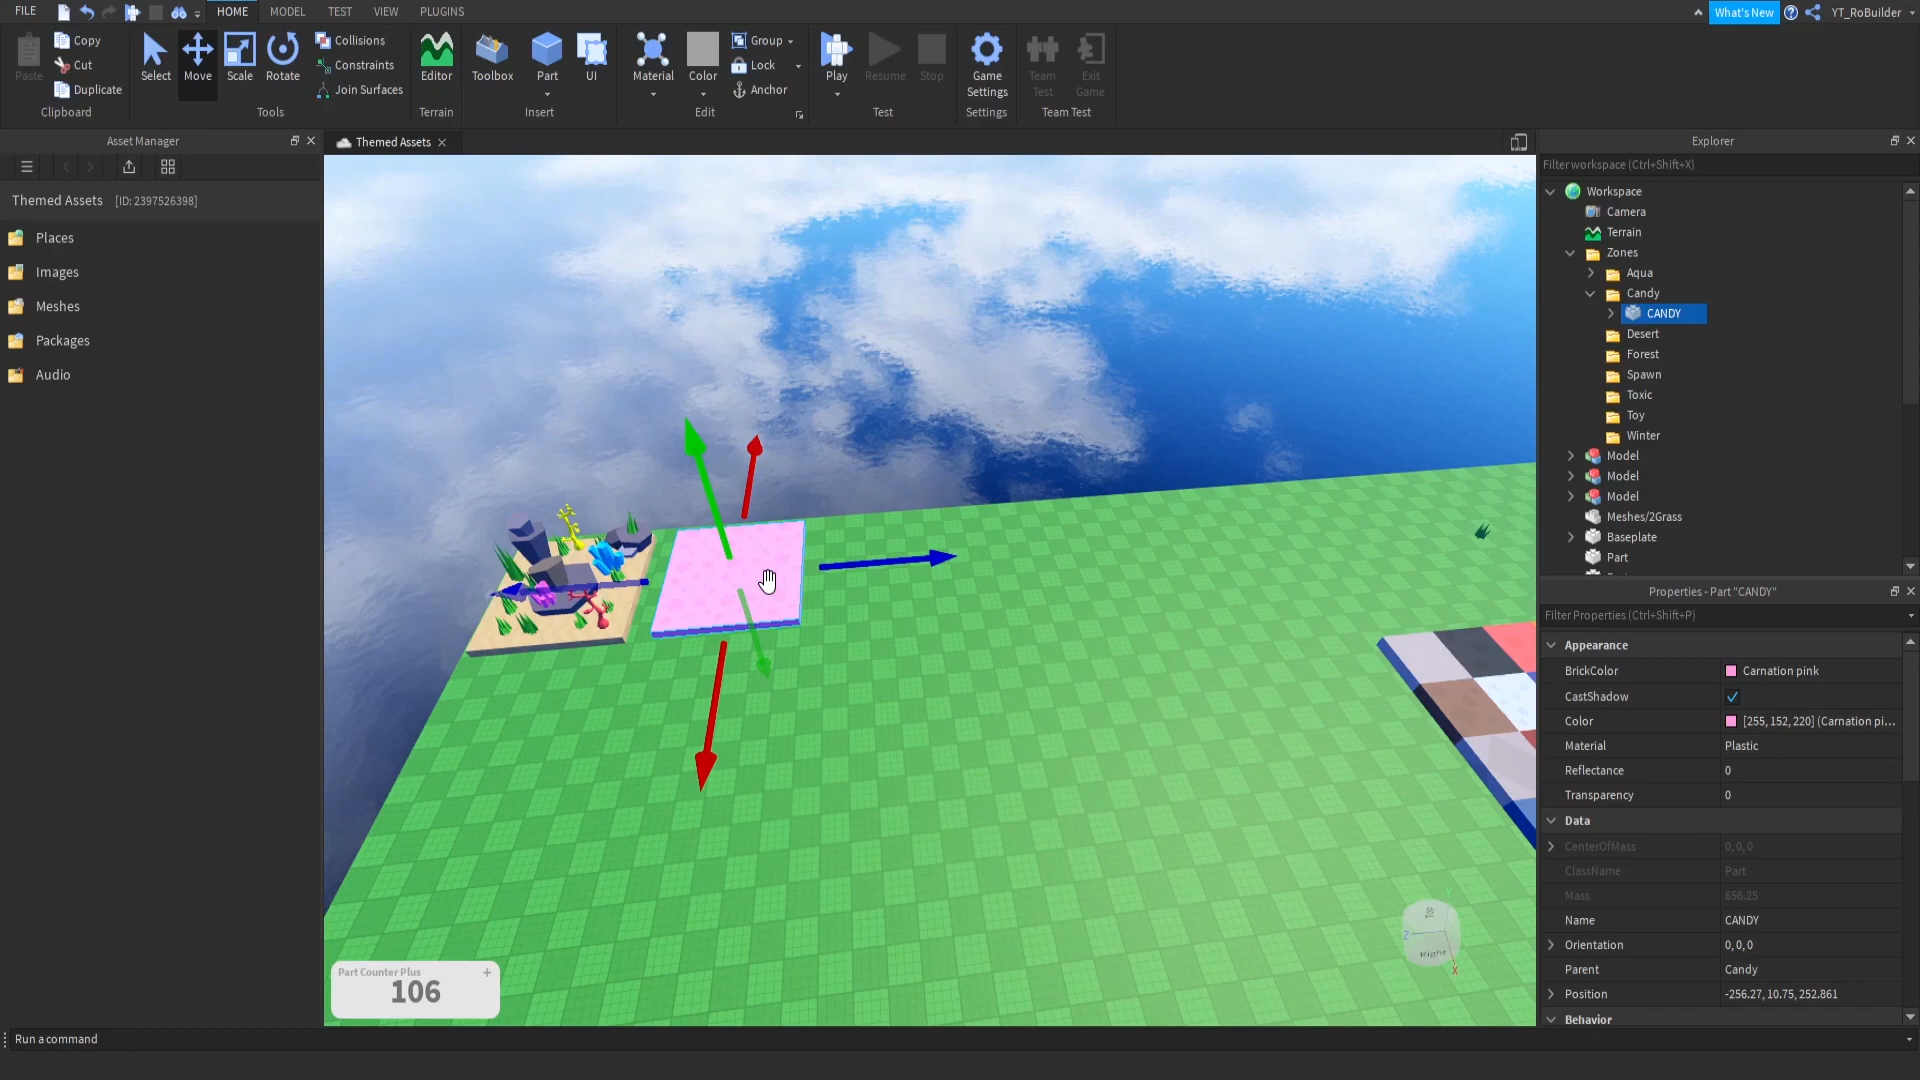 FILE
HOME
MODEL
TEST
VIEW
PLUGINS
What's New
YT_RoBuilder
Paste
Copy
Cut
Duplicate
Clipboard
Select
Move
Scale
Rotate
Collisions
Constraints
Join Surfaces
Tools
Editor
Terrain
Toolbox
Part
UI
Insert
Material
Color
Group
Lock
Anchor
Edit
Play
Resume
Stop
Test
Game
Settings
Settings
Team
Test
Exit
Game
Team Test
Asset Manager
Themed Assets
Explorer
Filter workspace (Ctrl+Shift+X)
Themed Assets [ID: 2397526398]
Places
Images
Meshes
Packages
Audio
Workspace
Camera
Terrain
Zones
Aqua
Candy
CANDY
Desert
Forest
Spawn
Toxic
Toy
Winter
Model
Model
Model
Meshes/2Grass
Baseplate
Part
Properties - Part "CANDY"
Filter Properties (Ctrl+Shift+P)
Appearance
BrickColor Carnation pink
CastShadow
Color [255, 152, 220] (Carnation pi...
Material Plastic
Reflectance 0
Transparency 0
Data
CenterOfMass 0, 0, 0
ClassName Part
Mass 656.25
Name CANDY
Orientation 0, 0, 0
Parent Candy
Position -256.27, 10.75, 252.861
Behavior
Y
Z
Right
X
Part Counter Plus +
106
Run a command